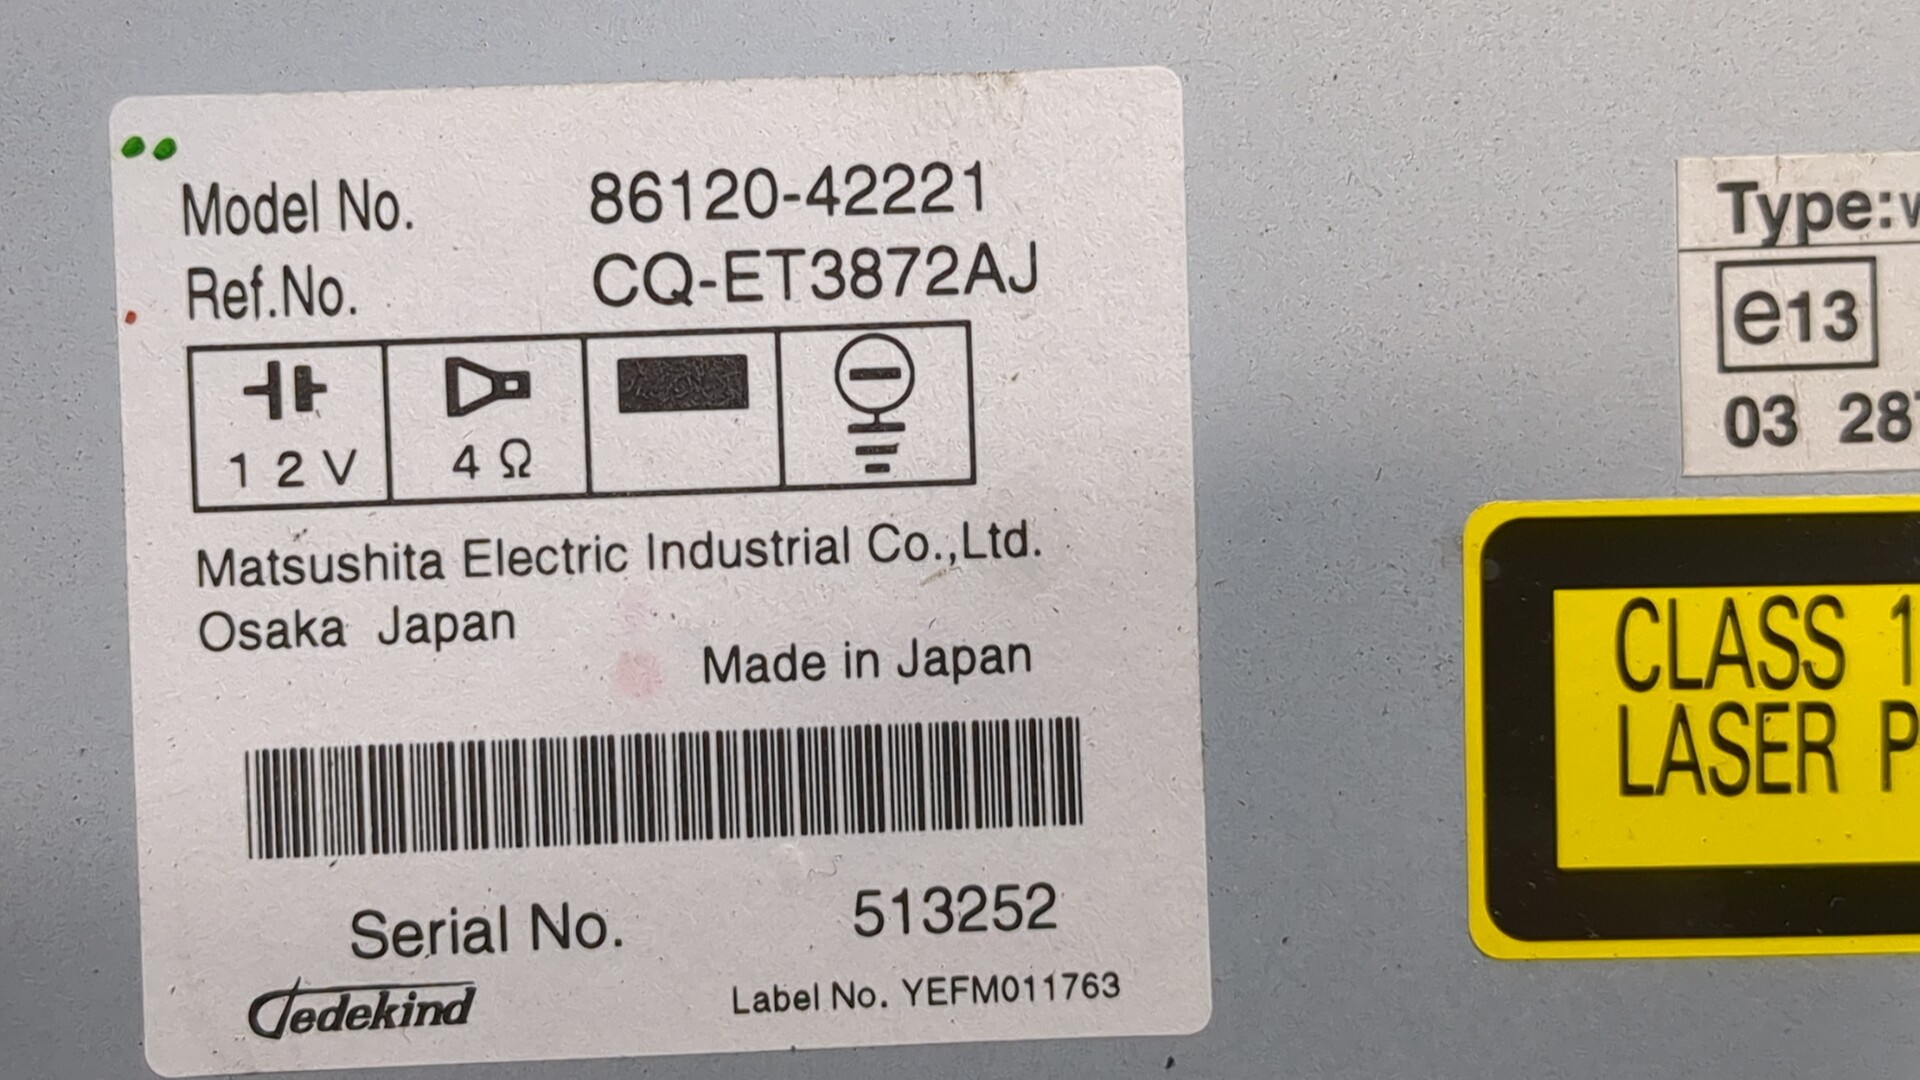 Model No. 86120-42221
Ref.No. CQ-ET3872AJ
12V 4Ω
Matsushita Electric Industrial Co.,Ltd.
Osaka Japan
Made in Japan
Serial No. 513252
Jedekind Label No. YEFM011763
Type:
e13
03 28
CLASS 1
LASER P